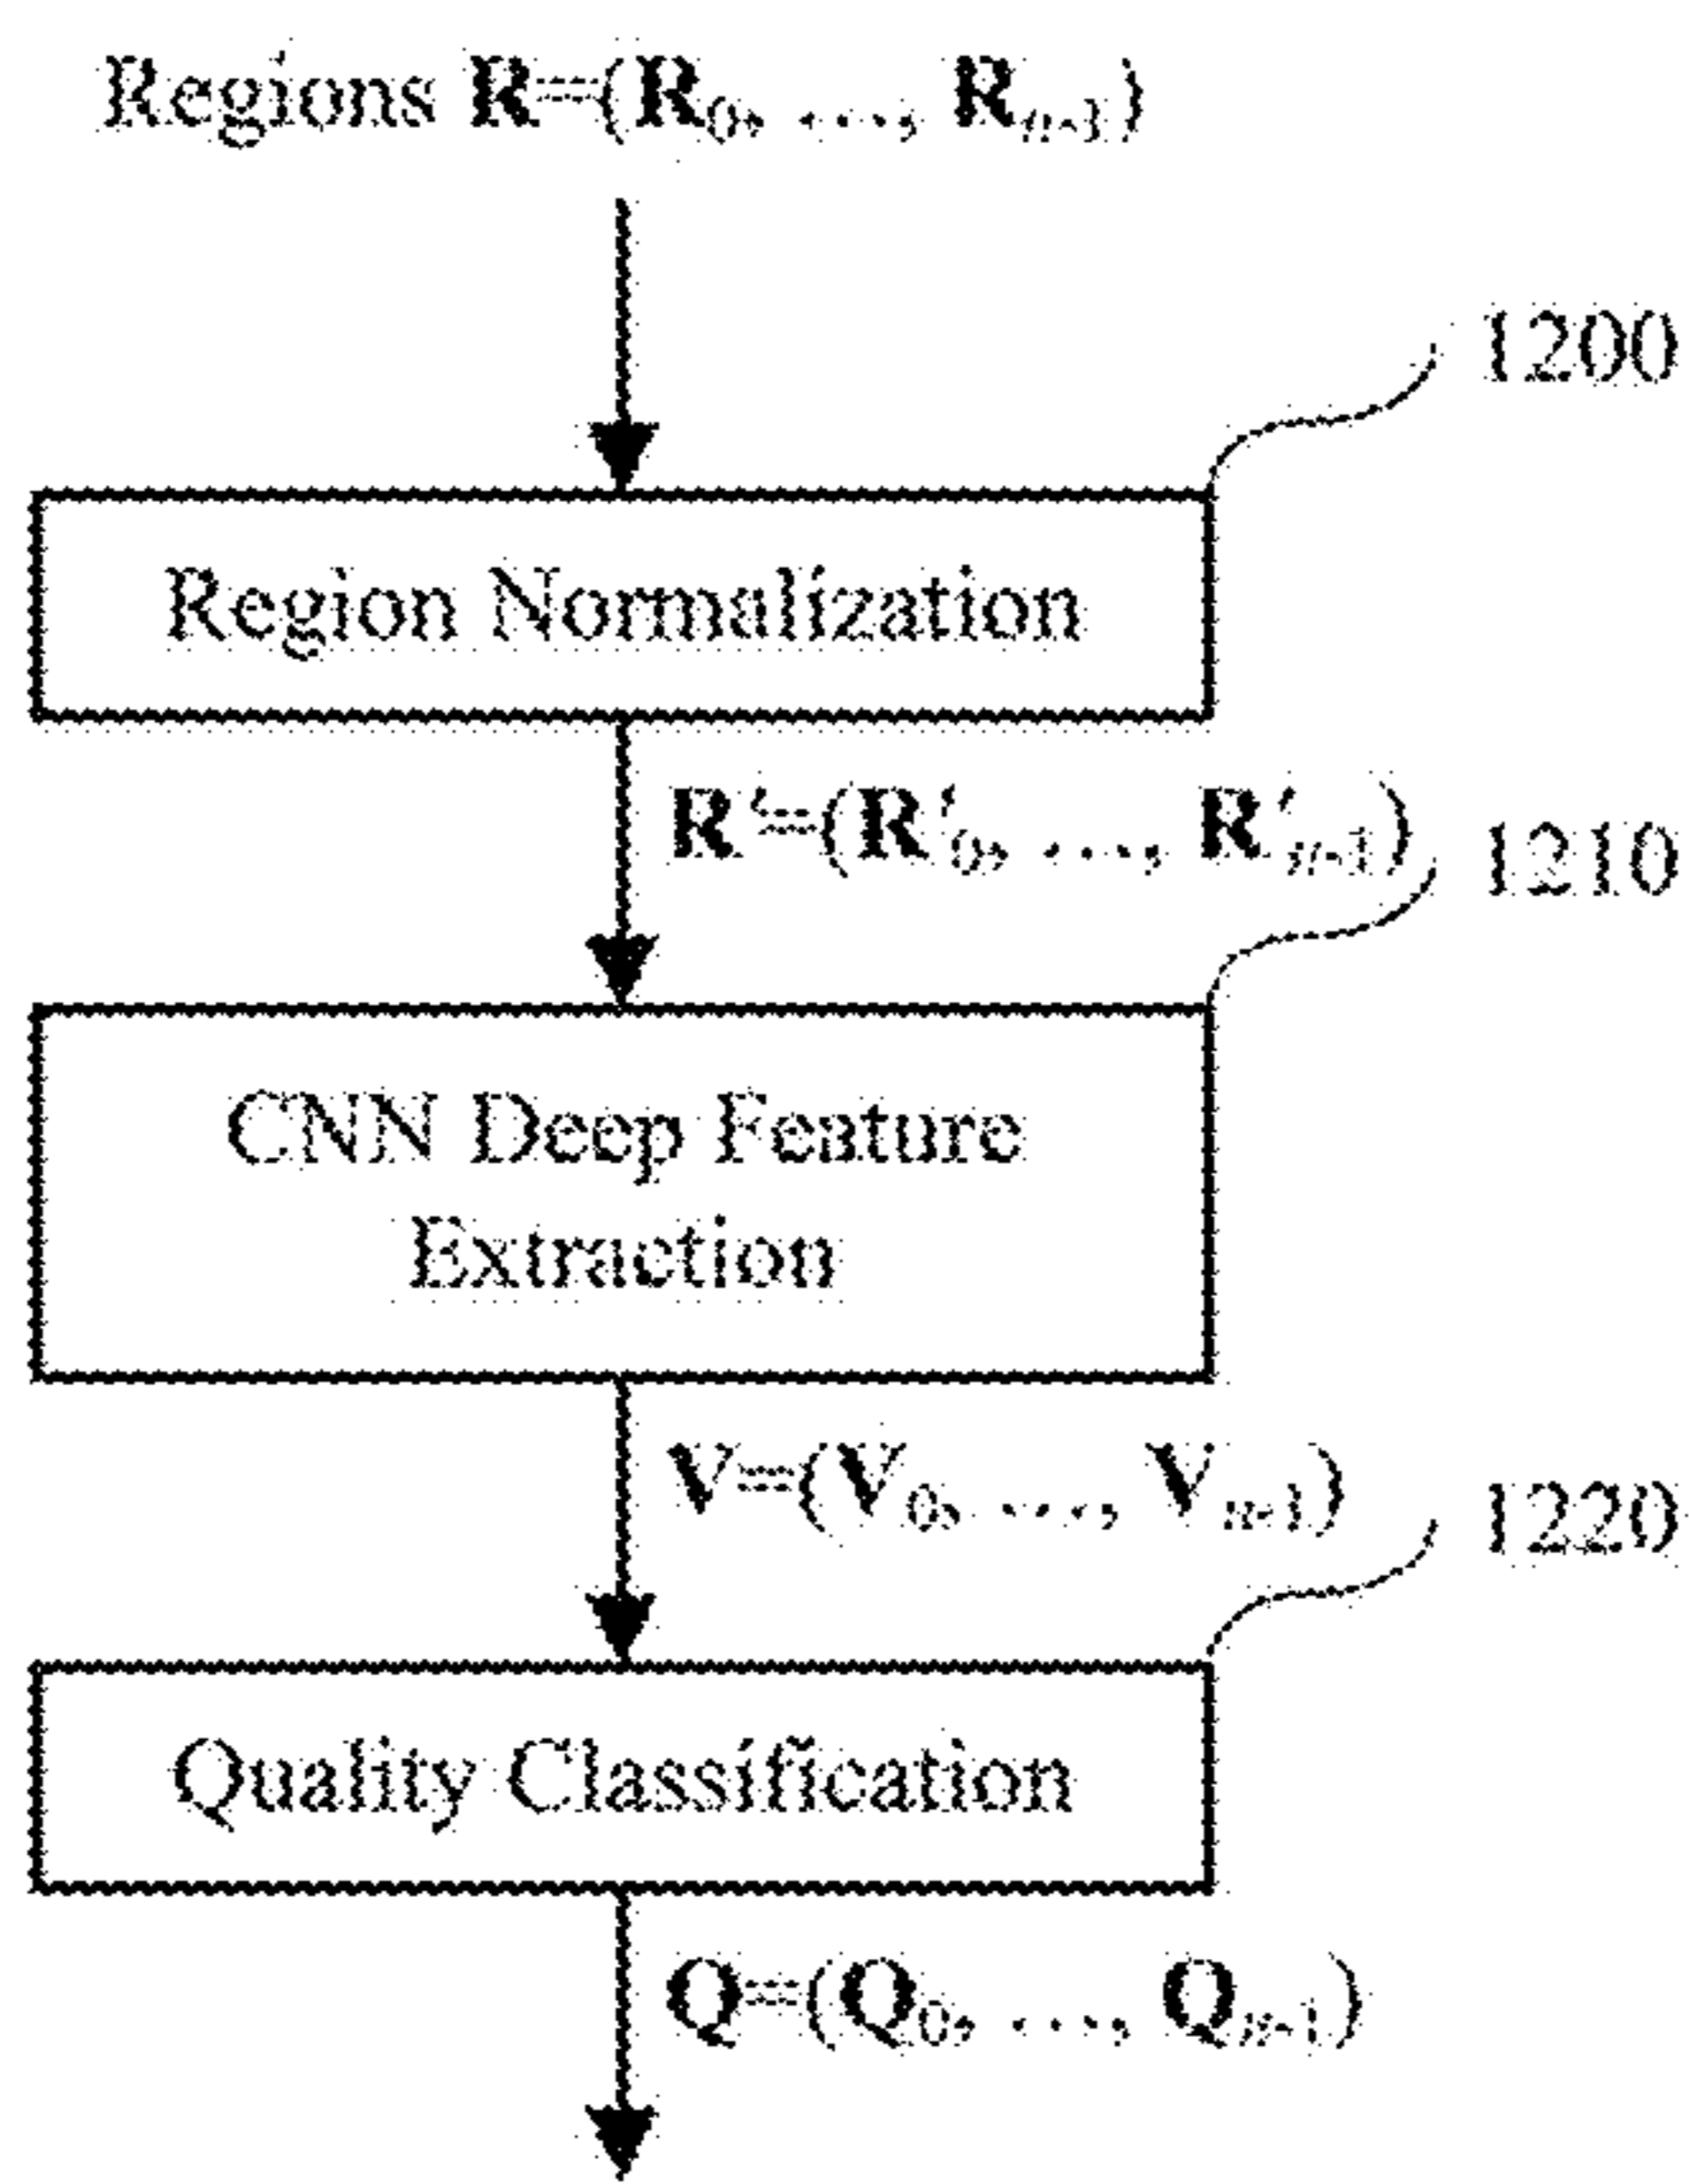 Regions R=(R0, ..., Rn-1)
1200
Region Normalization
R'=(R'0, ..., R'n-1)
1210
CNN Deep Feature
Extraction
V=(V0, ..., Vn-1)
1220
Quality Classification
Q=(Q0, ..., Qn-1)